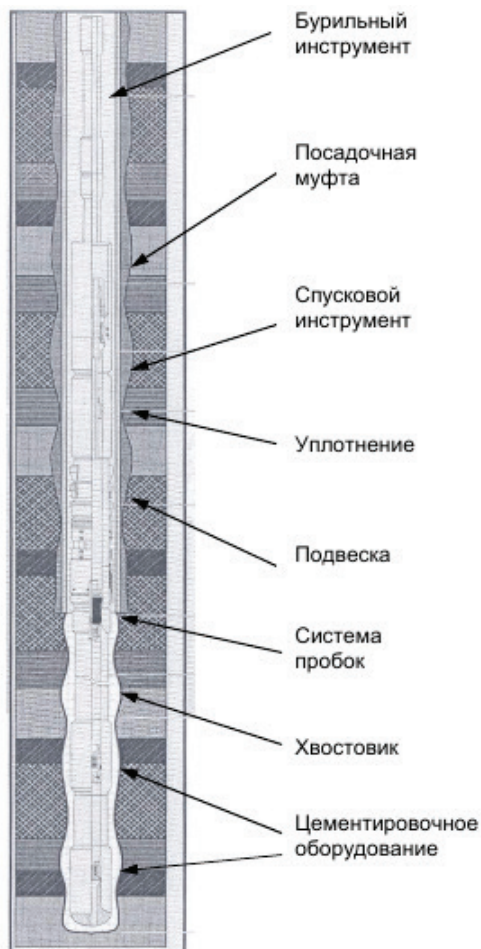 Бурильный
инструмент
Посадочная
муфта
Спусковой
инструмент
Уплотнение
Подвеска
Система
пробок
Хвостовик
Цементировочное
оборудование